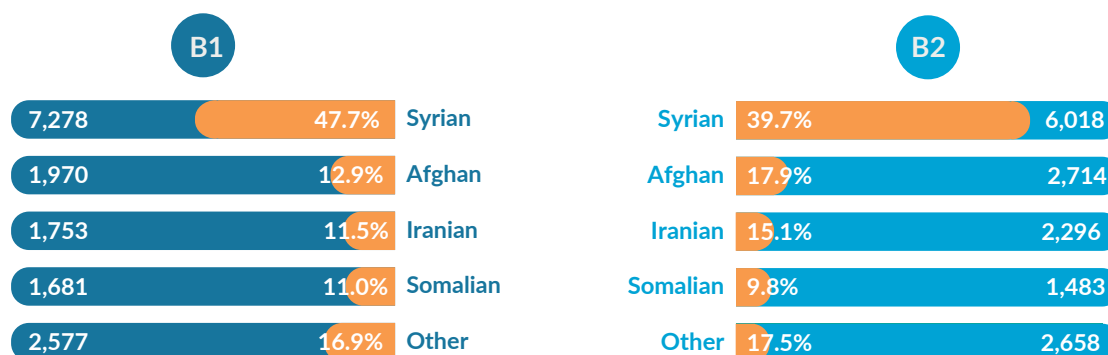 B1
7,278 47.7% Syrian
1,970 12.9% Afghan
1,753 11.5% Iranian
1,681 11.0% Somalian
2,577 16.9% Other
B2
Syrian 39.7% 6,018
Afghan 17.9% 2,714
Iranian 15.1% 2,296
Somalian 9.8% 1,483
Other 17.5% 2,658